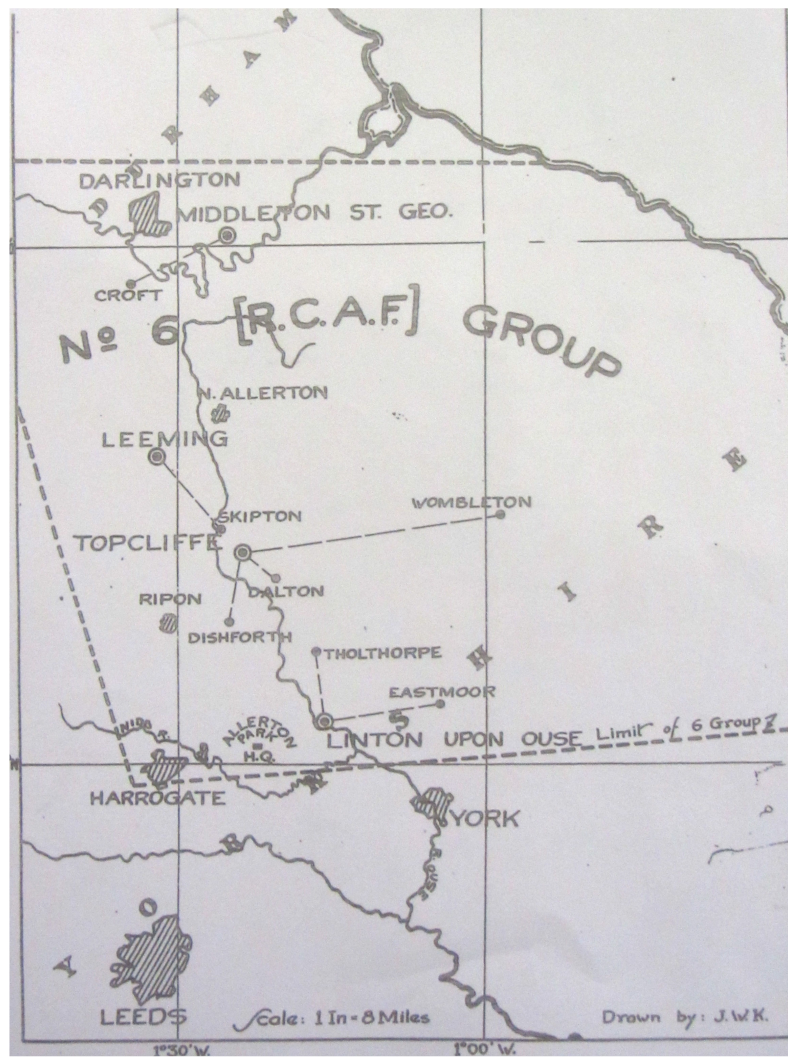 DURHAM
DARLINGTON
MIDDLETON ST. GEO.
CROFT
Nº 6 [R.C.A.F.] GROUP
N. ALLERTON
LEEMING
SKIPTON
WOMBLETON
TOPCLIFFE
DALTON
RIPON
DISHFORTH
THOLTHORPE
EASTMOOR
NIDD R.
ALLERTON
PARK
H.Q.
LINTON UPON OUSE
Limit of 6 Group
HARROGATE
YORK
R. OUSE
YORKSHIRE
LEEDS
Scale: 1 In = 8 Miles
Drawn by: J.W.K.
1°30' W.
1°00' W.